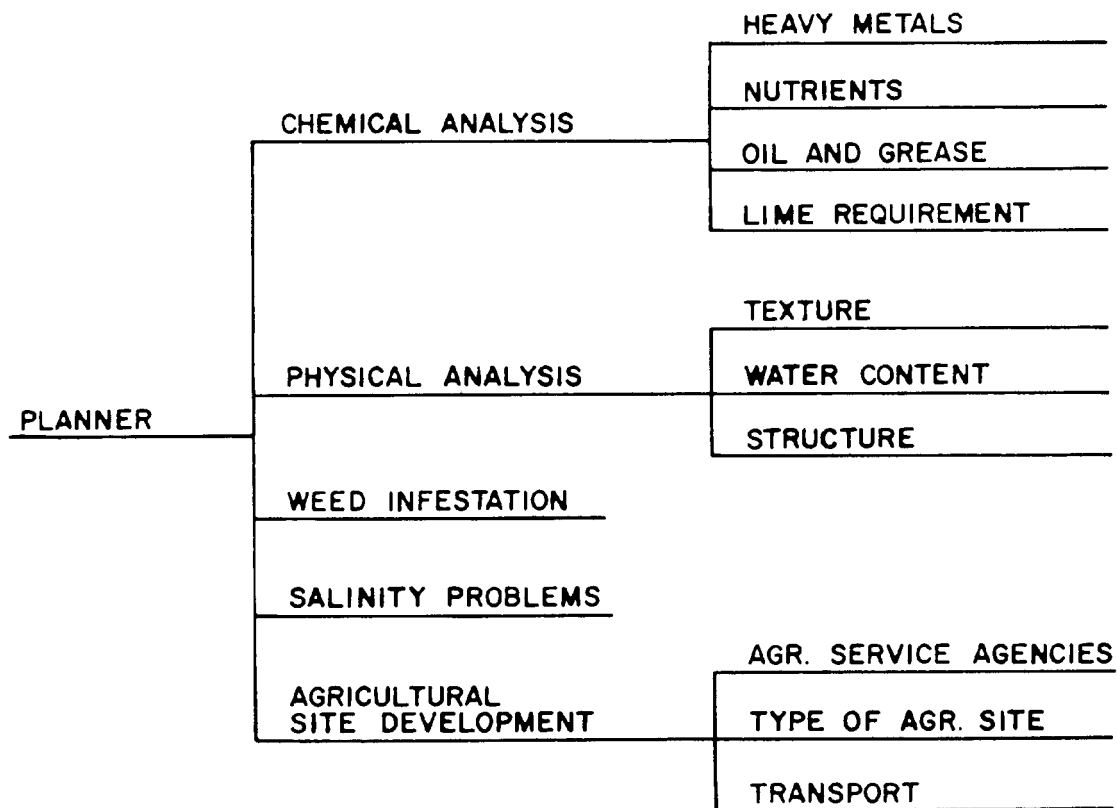 HEAVY METALS
NUTRIENTS
CHEMICAL ANALYSIS
OIL AND GREASE
LIME REQUIREMENT
TEXTURE
PHYSICAL ANALYSIS
WATER CONTENT
PLANNER
STRUCTURE
WEED INFESTATION
SALINITY PROBLEMS
AGR. SERVICE AGENCIES
AGRICULTURAL
SITE DEVELOPMENT
TYPE OF AGR. SITE
TRANSPORT